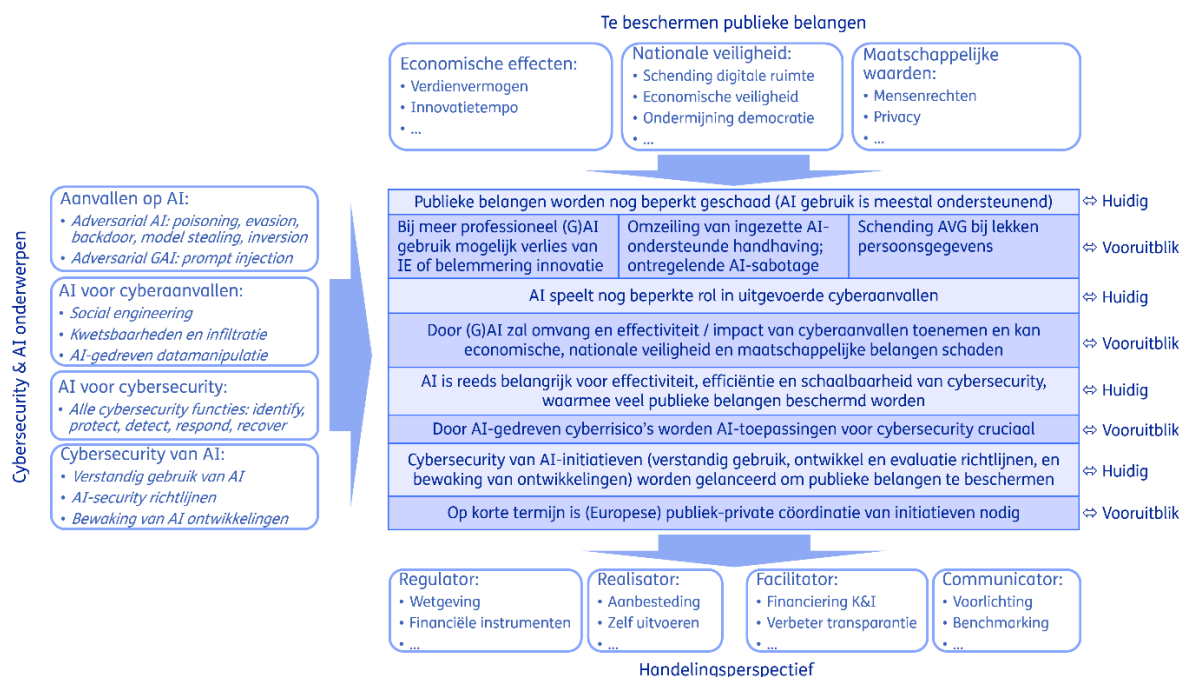 Te beschermen publieke belangen
Economische effecten:
• Verdienvermogen
• Innovatietempo
• ...
Nationale veiligheid:
• Schending digitale ruimte
• Economische veiligheid
• Ondermijning democratie
• ...
Maatschappelijke
waarden:
• Mensenrechten
• Privacy
• ...
Cybersecurity & AI onderwerpen
Aanvallen op AI:
• Adversarial AI: poisoning, evasion,
backdoor, model stealing, inversion
• Adversarial GAI: prompt injection
AI voor cyberaanvallen:
• Social engineering
• Kwetsbaarheden en infiltratie
• AI-gedreven datamanipulatie
AI voor cybersecurity:
• Alle cybersecurity functies: identify,
protect, detect, respond, recover
Cybersecurity van AI:
• Verstandig gebruik van AI
• AI-security richtlijnen
• Bewaking van AI ontwikkelingen
Publieke belangen worden nog beperkt geschaad (AI gebruik is meestal ondersteunend)
⇔ Huidig
Bij meer professioneel (G)AI
gebruik mogelijk verlies van
IE of belemmering innovatie
Omzeiling van ingezette AI-
ondersteunde handhaving;
ontregelende AI-sabotage
Schending AVG bij lekken
persoonsgegevens
⇔ Vooruitblik
AI speelt nog beperkte rol in uitgevoerde cyberaanvallen
⇔ Huidig
Door (G)AI zal omvang en effectiviteit / impact van cyberaanvallen toenemen en kan
economische, nationale veiligheid en maatschappelijke belangen schaden
⇔ Vooruitblik
AI is reeds belangrijk voor effectiviteit, efficiëntie en schaalbaarheid van cybersecurity,
waarmee veel publieke belangen beschermd worden
⇔ Huidig
Door AI-gedreven cyberrisico's worden AI-toepassingen voor cybersecurity cruciaal
⇔ Vooruitblik
Cybersecurity van AI-initiatieven (verstandig gebruik, ontwikkel en evaluatie richtlijnen, en
bewaking van ontwikkelingen) worden gelanceerd om publieke belangen te beschermen
⇔ Huidig
Op korte termijn is (Europese) publiek-private cöordinatie van initiatieven nodig
⇔ Vooruitblik
Regulator:
• Wetgeving
• Financiële instrumenten
• ...
Realisator:
• Aanbesteding
• Zelf uitvoeren
• ...
Facilitator:
• Financiering K&I
• Verbeter transparantie
• ...
Communicator:
• Voorlichting
• Benchmarking
• ...
Handelingsperspectief